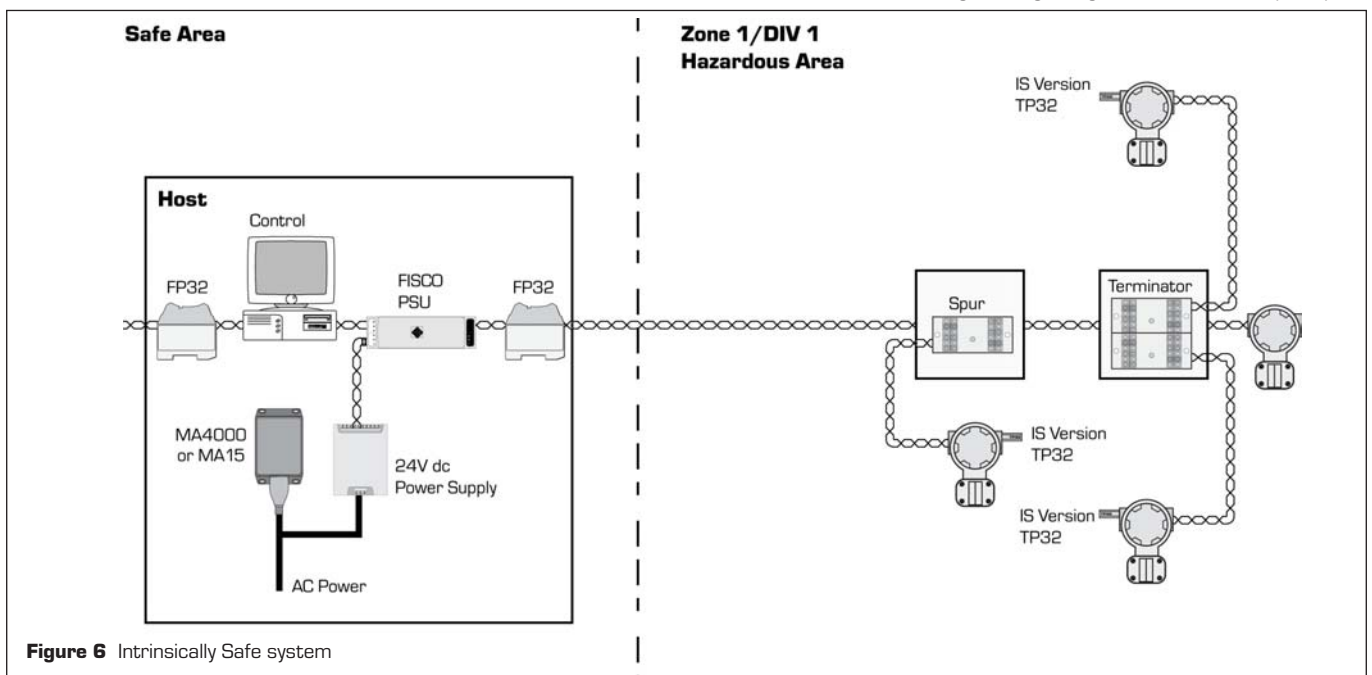 Safe Area
Zone 1/DIV 1
Hazardous Area
IS Version
TP32
Host
Control
FP32
FISCO
PSU
FP32
Spur
Terminator
MA4000
or MA15
24V dc
Power Supply
IS Version
TP32
IS Version
TP32
AC Power
Figure 6 Intrinsically Safe system